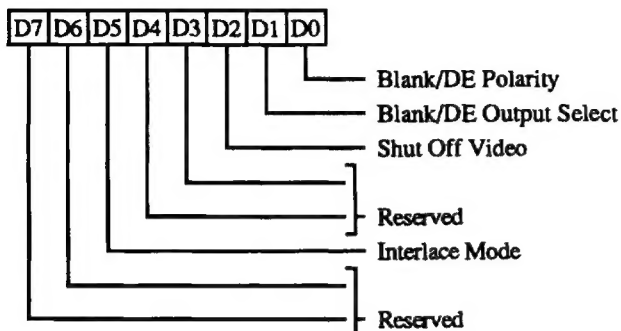 D7 D6 D5 D4 D3 D2 D1 D0
Blank/DE Polarity
Blank/DE Output Select
Shut Off Video
Reserved
Interlace Mode
Reserved